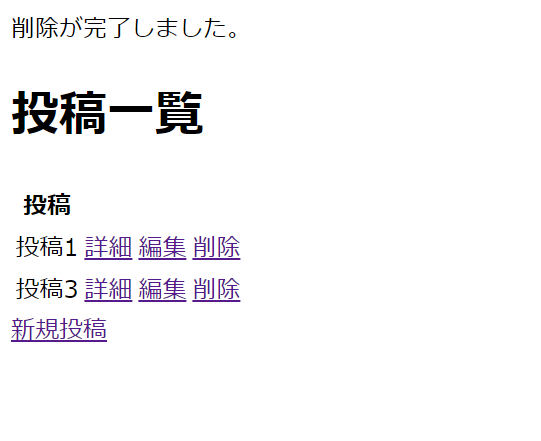 削除が完了しました。
投稿一覧
投稿
投稿1 詳細 編集 削除
投稿3 詳細 編集 削除
新規投稿